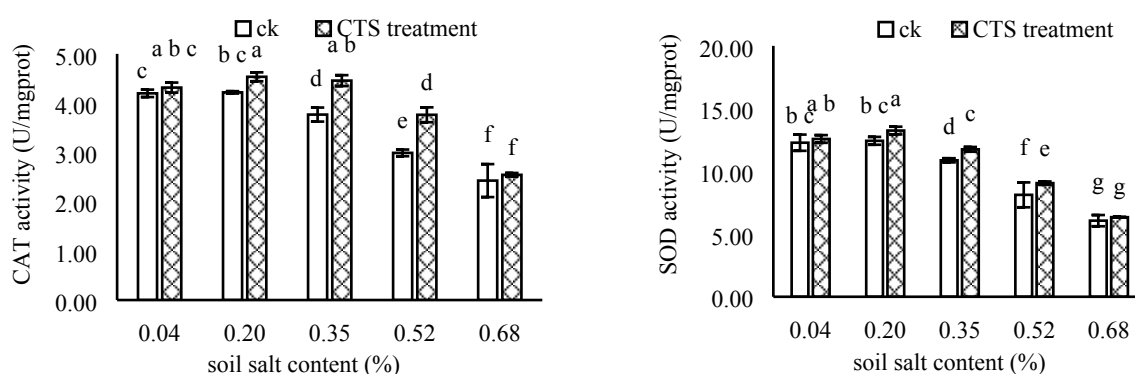 ck CTS treatment
CAT activity (U/mgprot)
5.00
4.00
3.00
2.00
1.00
0.00
c a b c b c a d a b e d f f
0.04 0.20 0.35 0.52 0.68
soil salt content (%)
ck CTS treatment
SOD activity (U/mgprot)
20.00
15.00
10.00
5.00
0.00
b c a b b c a d c f e g g
0.04 0.20 0.35 0.52 0.68
soil salt content (%)